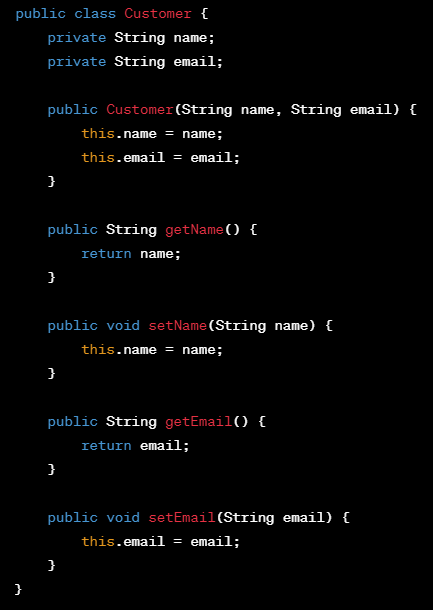 public class Customer {
    private String name;
    private String email;

    public Customer(String name, String email) {
        this.name = name;
        this.email = email;
    }

    public String getName() {
        return name;
    }

    public void setName(String name) {
        this.name = name;
    }

    public String getEmail() {
        return email;
    }

    public void setEmail(String email) {
        this.email = email;
    }
}